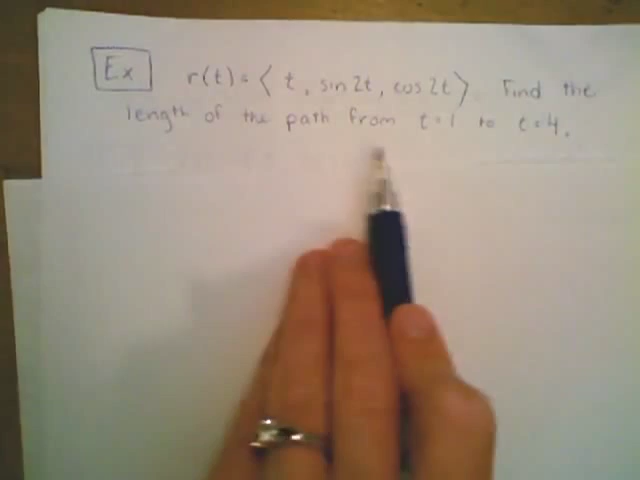 Ex r(t) = ⟨ t, sin 2t, cos 2t ⟩. Find the
length of the path from t=1 to t=4.